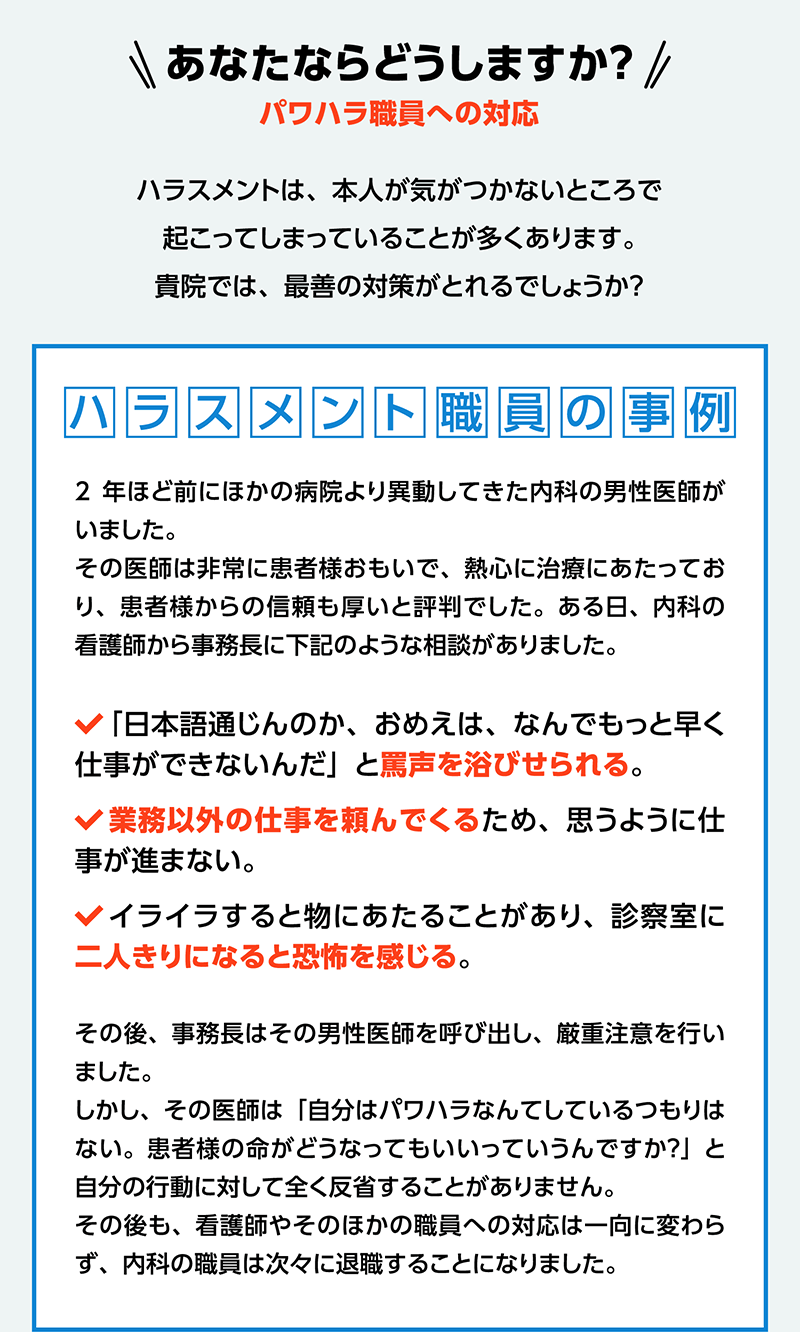 あなたならどうしますか?
パワハラ職員への対応
ハラスメントは、本人が気がつかないところで
起こってしまっていることが多くあります。
貴院では、最善の対策がとれるでしょうか?
ハラスメント職員の事例
2 年ほど前にほかの病院より異動してきた内科の男性医師が
いました。
その医師は非常に患者様おもいで、熱心に治療にあたってお
り、患者様からの信頼も厚いと評判でした。ある日、内科の
看護師から事務長に下記のような相談がありました。
「日本語通じんのか、おめえは、なんでもっと早く
仕事ができないんだ」と罵声を浴びせられる。
業務以外の仕事を頼んでくるため、思うように仕
事が進まない。
イライラすると物にあたることがあり、診察室に
二人きりになると恐怖を感じる。
その後、事務長はその男性医師を呼び出し、厳重注意を行い
ました。
しかし、その医師は「自分はパワハラなんてしているつもりは
ない。患者様の命がどうなってもいいっていうんですか?」と
自分の行動に対して全く反省することがありません。
その後も、看護師やそのほかの職員への対応は一向に変わら
ず、内科の職員は次々に退職することになりました。